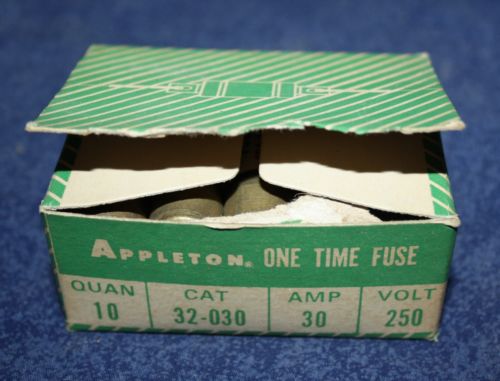 APPLETON® ONE TIME FUSE
QUAN CAT AMP VOLT
10 32-030 30 250